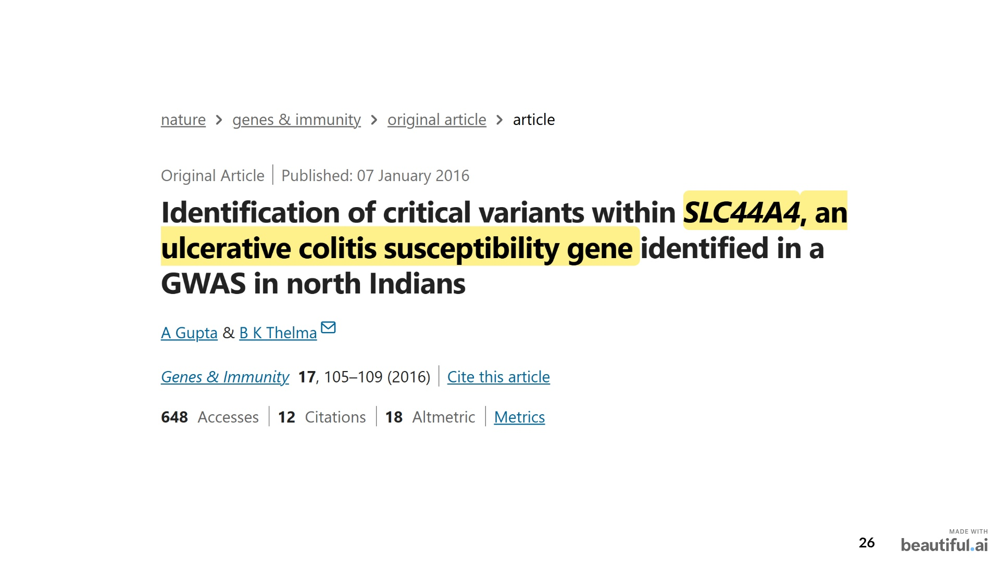 nature > genes & immunity > original article > article
Original Article | Published: 07 January 2016
Identification of critical variants within SLC44A4, an
ulcerative colitis susceptibility gene identified in a
GWAS in north Indians
A Gupta & B K Thelma
Genes & Immunity 17, 105–109 (2016) | Cite this article
648 Accesses | 12 Citations | 18 Altmetric | Metrics
26
MADE WITH
beautiful.ai